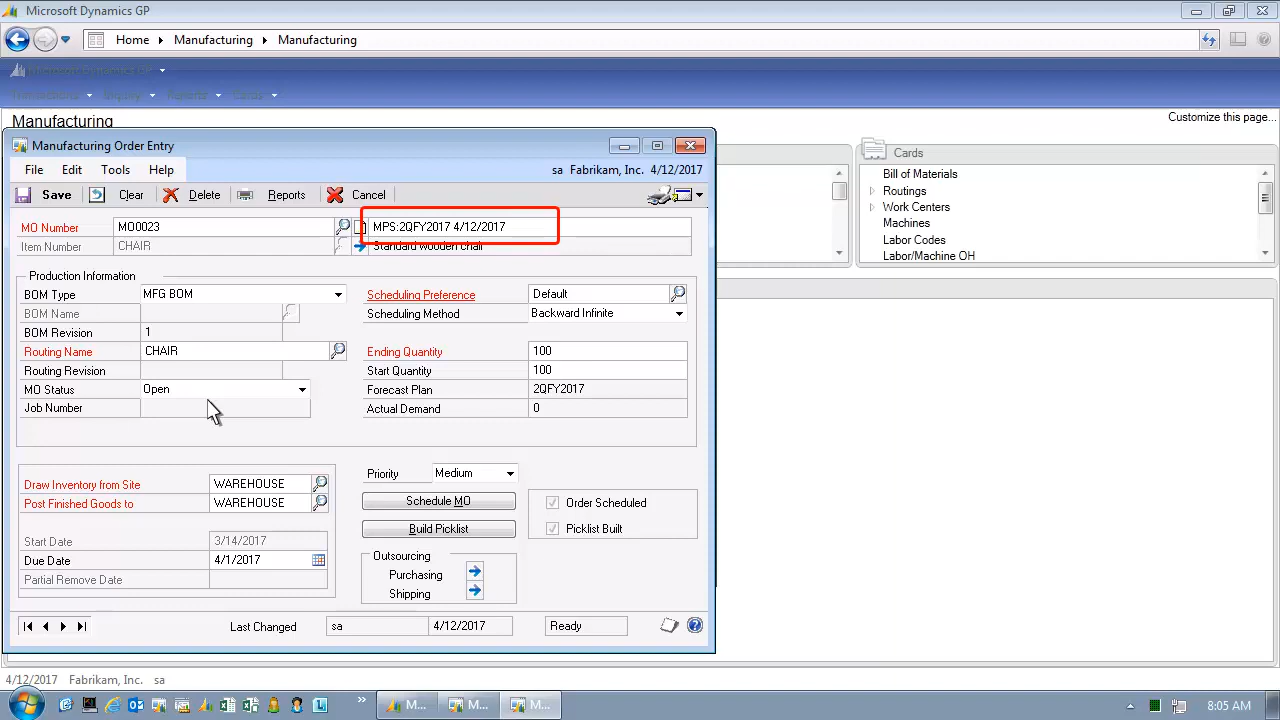 Microsoft Dynamics GP
Home Manufacturing Manufacturing
Microsoft Dynamics GP
Transactions Inquiry Reports Cards
Customize this page...
Manufacturing
Manufacturing Order Entry
File Edit Tools Help
sa Fabrikam, Inc. 4/12/2017
Save Clear Delete Reports Cancel
MO Number MO0023 MPS:2QFY2017 4/12/2017
Item Number CHAIR Standard wooden chair
Production Information
BOM Type MFG BOM
BOM Name
BOM Revision 1
Routing Name CHAIR
Routing Revision
MO Status Open
Job Number
Scheduling Preference Default
Scheduling Method Backward Infinite
Ending Quantity 100
Start Quantity 100
Forecast Plan 2QFY2017
Actual Demand 0
Draw Inventory from Site WAREHOUSE
Post Finished Goods to WAREHOUSE
Start Date 3/14/2017
Due Date 4/1/2017
Partial Remove Date
Priority Medium
Schedule MO
Build Picklist
Order Scheduled
Picklist Built
Outsourcing
Purchasing
Shipping
Last Changed sa 4/12/2017 Ready
Cards
Bill of Materials
Routings
Work Centers
Machines
Labor Codes
Labor/Machine OH
4/12/2017 Fabrikam, Inc. sa
M... M... M...
8:05 AM